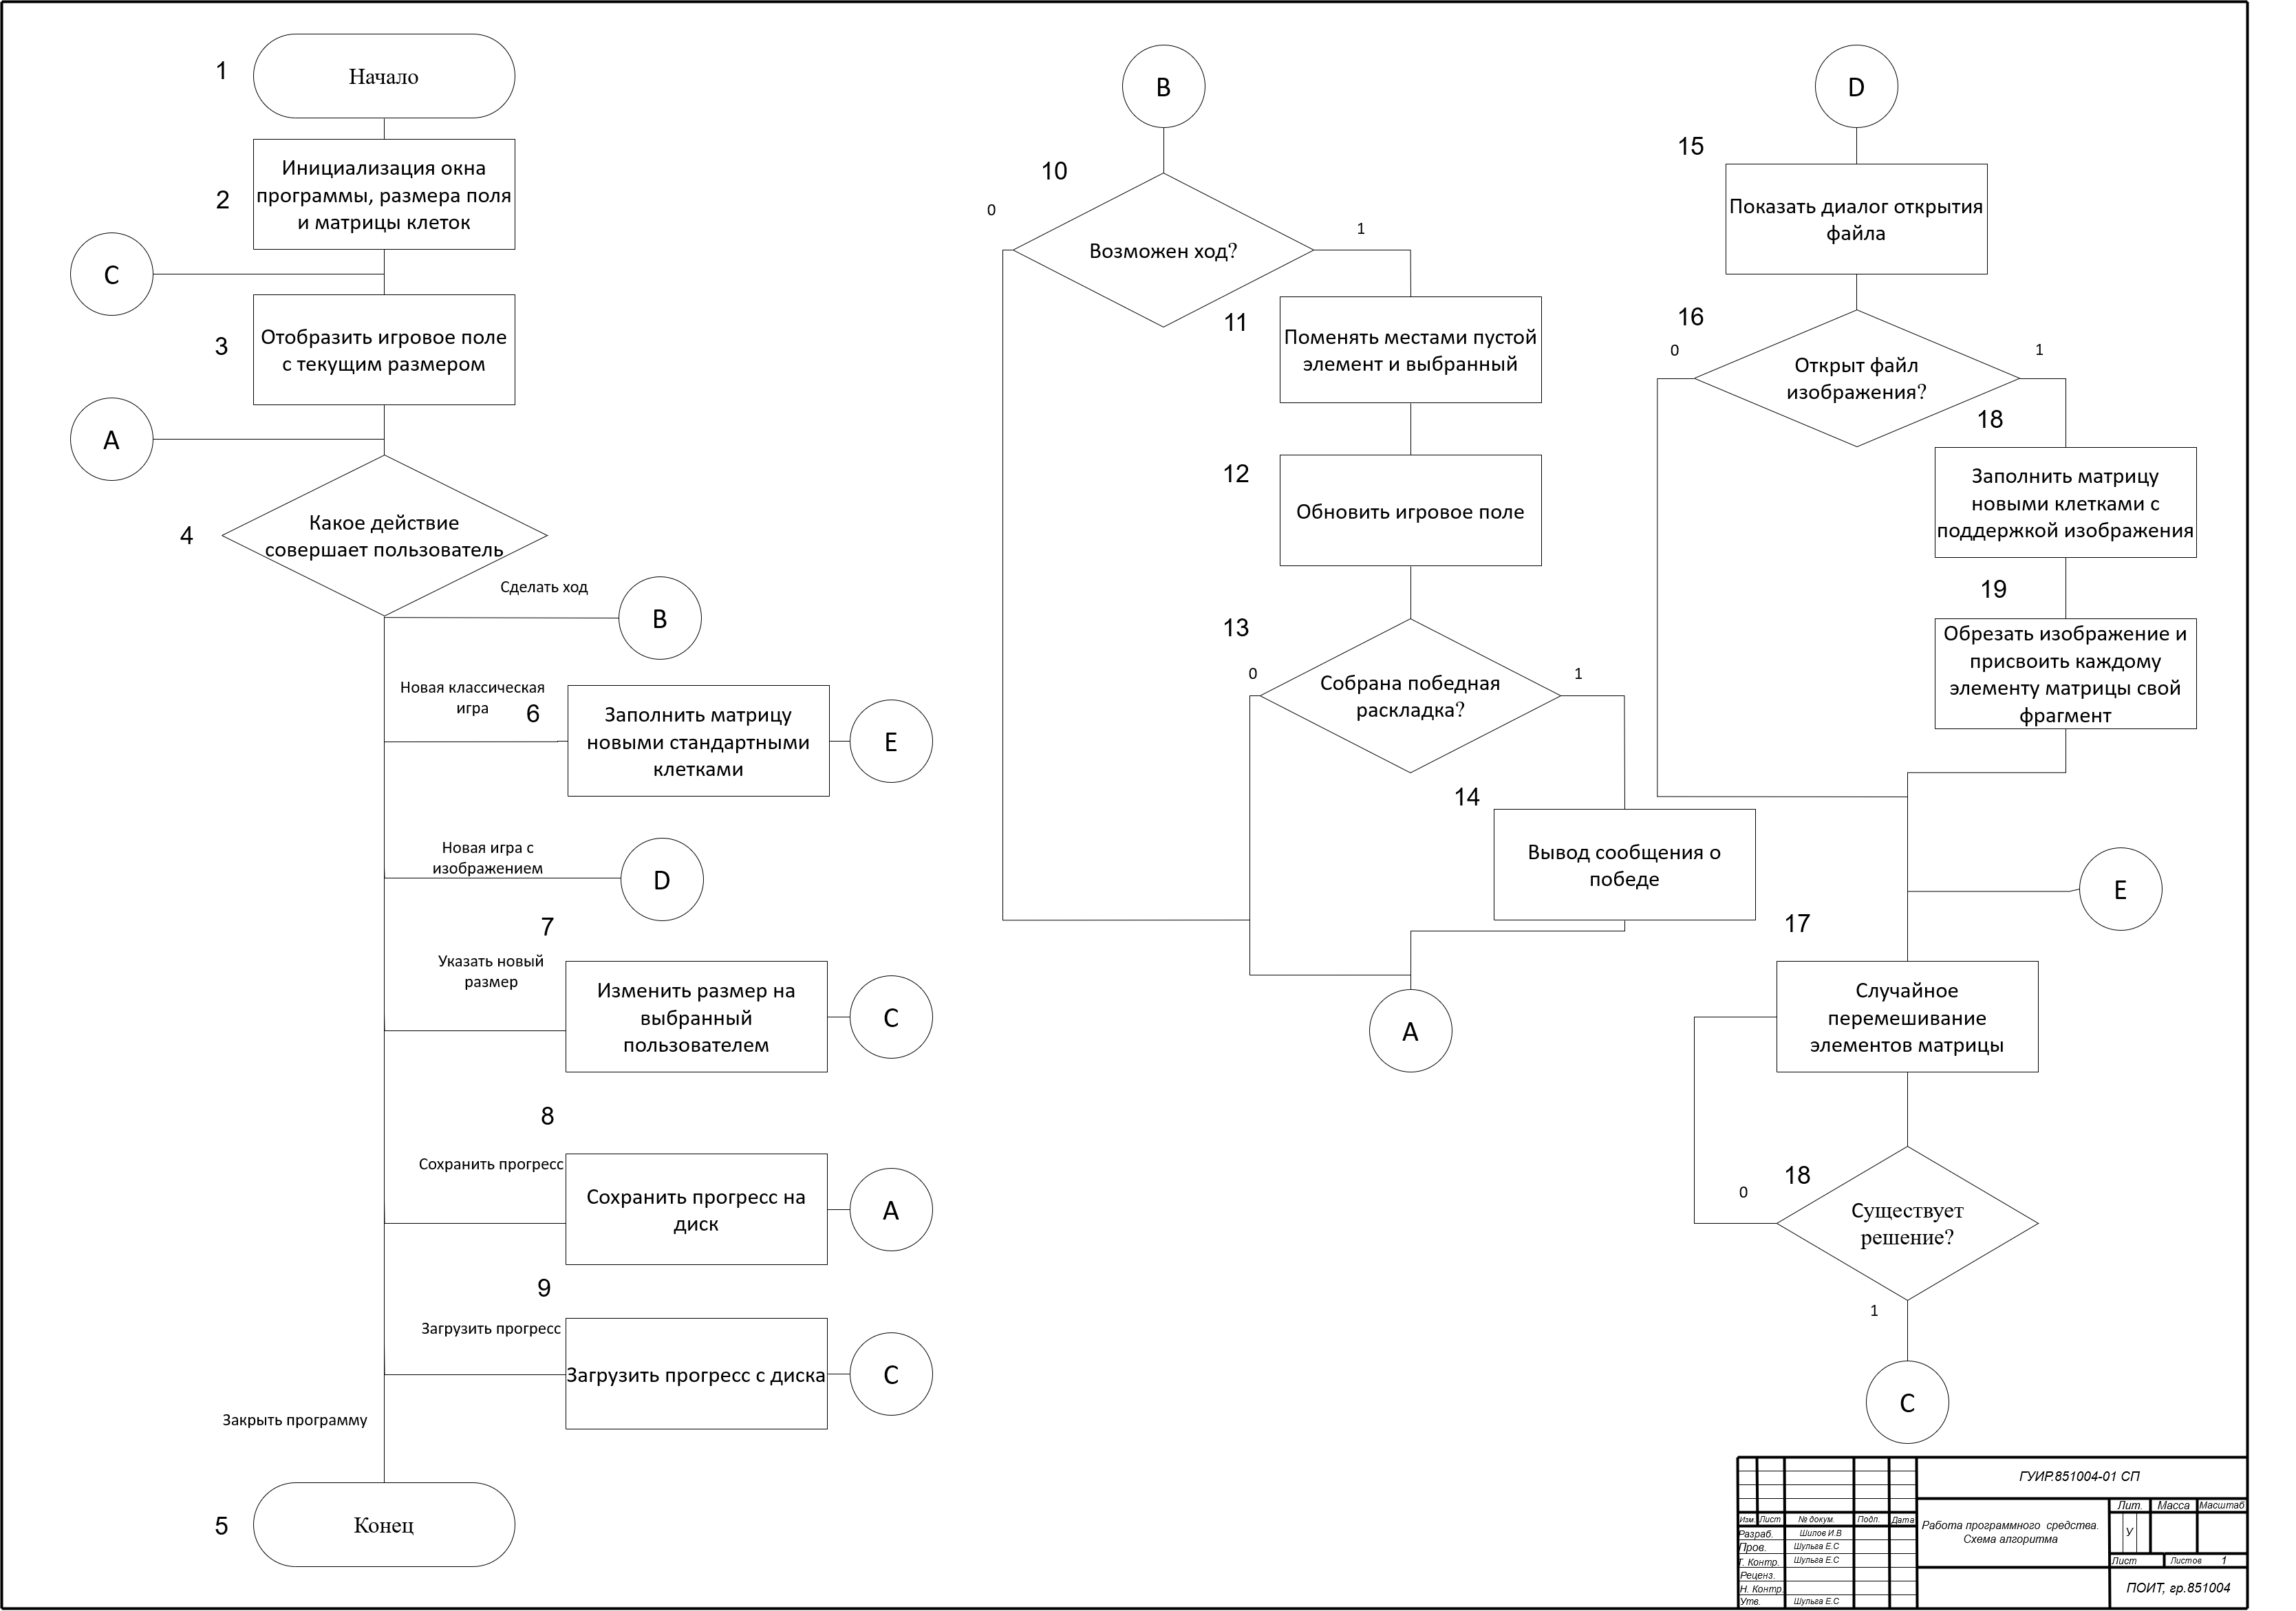 1
Начало
2
Инициализация окна
программы, размера поля
и матрицы клеток
C
3
Отобразить игровое поле
с текущим размером
A
4
Какое действие
совершает пользователь
Сделать ход
B
Новая классическая
игра
6
Заполнить матрицу
новыми стандартными
клетками
E
Новая игра с
изображением
D
7
Указать новый
размер
Изменить размер на
выбранный
пользователем
C
8
Сохранить прогресс
Сохранить прогресс на
диск
A
9
Загрузить прогресс
Загрузить прогресс с диска
C
Закрыть программу
5
Конец
B
10
0
1
Возможен ход?
11
Поменять местами пустой
элемент и выбранный
12
Обновить игровое поле
13
0
1
Собрана победная
раскладка?
14
Вывод сообщения о
победе
A
D
15
Показать диалог открытия
файла
16
0
1
Открыт файл
изображения?
18
Заполнить матрицу
новыми клетками с
поддержкой изображения
19
Обрезать изображение и
присвоить каждому
элементу матрицы свой
фрагмент
E
17
Случайное
перемешивание
элементов матрицы
18
0
Существует
решение?
1
C
ГУИР.851004-01 СП
Изм. Лист № докум. Подп. Дата
Разраб. Шилов И.В
Пров. Шульга Е.С
Т. Контр. Шульга Е.С
Реценз.
Н. Контр.
Утв. Шульга Е.С
Работа программного средства.
Схема алгоритма
Лит. Масса Масштаб
У
Лист Листов 1
ПОИТ, гр.851004